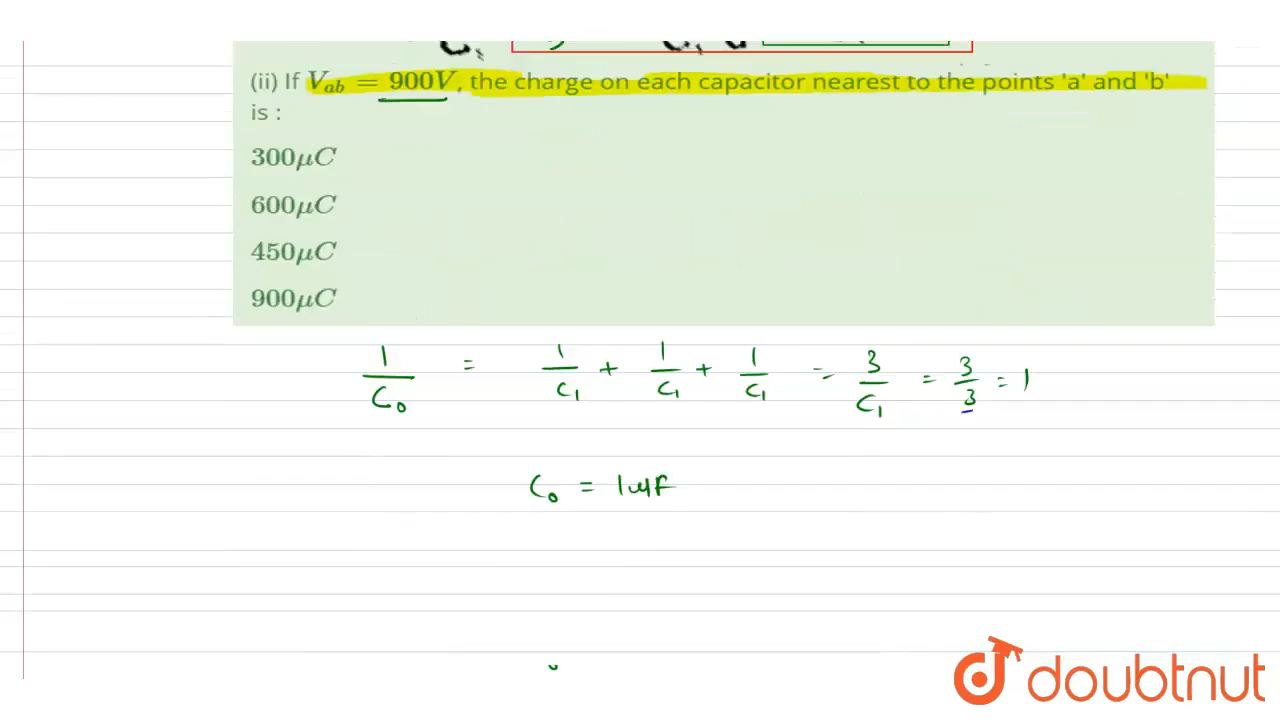 (ii) If V_ab = 900V, the charge on each capacitor nearest to the points 'a' and 'b'
is :
300μC
600μC
450μC
900μC
1/C₀ = 1/C₁ + 1/C₁ + 1/C₁ = 3/C₁ = 3/3 = 1
C₀ = 1μF
doubtnut